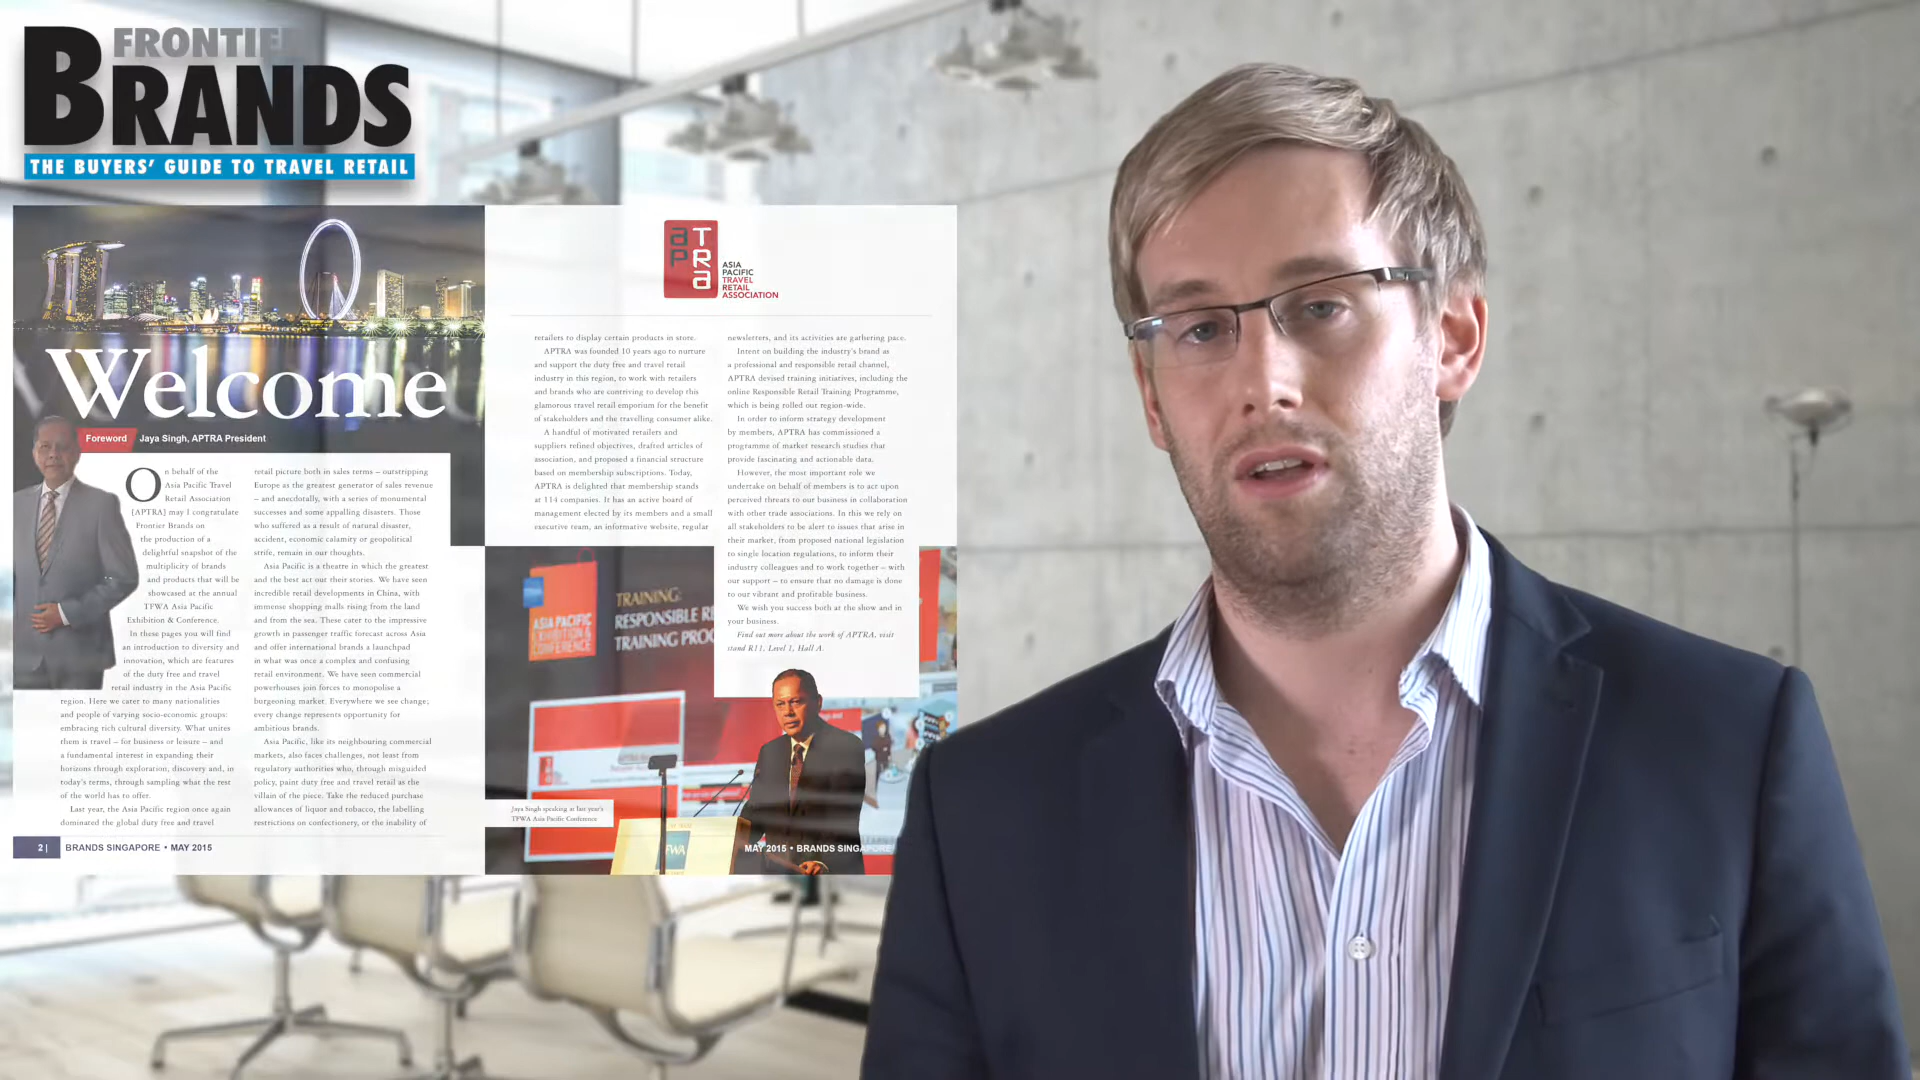 FRONTIE
BRANDS
THE BUYERS' GUIDE TO TRAVEL RETAIL
Welcome
Foreword Jaya Singh, APTRA President
On behalf of the
Asia Pacific Travel
Retail Association
[APTRA] may I congratulate
Frontier Brands on
the production of a
delightful snapshot of the
multiplicity of brands
and products that will be
showcased at the annual
TFWA Asia Pacific
Exhibition & Conference.
In these pages you will find
an introduction to diversity and
innovation, which are features
of the duty free and travel
retail industry in the Asia Pacific
region. Here we cater to many nationalities
and people of varying socio-economic groups:
embracing rich cultural diversity. What unites
them is travel – for business or leisure – and
a fundamental interest in expanding their
horizons through exploration, discovery and, in
today's terms, through sampling what the rest
of the world has to offer.
Last year, the Asia Pacific region once again
dominated the global duty free and travel
retail picture both in sales terms – outstripping
Europe as the greatest generator of sales revenue
– and anecdotally, with a series of monumental
successes and some appalling disasters. Those
who suffered as a result of natural disaster,
accident, economic calamity or geopolitical
strife, remain in our thoughts.
Asia Pacific is a theatre in which the greatest
and the best act out their stories. We have seen
incredible retail developments in China, with
immense shopping malls rising from the land
and from the sea. These cater to the impressive
growth in passenger traffic forecast across Asia
and offer international brands a launchpad
in what was once a complex and confusing
retail environment. We have seen commercial
powerhouses join forces to monopolise a
burgeoning market. Everywhere we see change;
every change represents opportunity for
ambitious brands.
Asia Pacific, like its neighbouring commercial
markets, also faces challenges, not least from
regulatory authorities who, through misguided
policy, paint duty free and travel retail as the
villain of the piece. Take the reduced purchase
allowances of liquor and tobacco, the labelling
restrictions on confectionery, or the inability of
2 | BRANDS SINGAPORE • MAY 2015
aPTRa
ASIA
PACIFIC
TRAVEL
RETAIL
ASSOCIATION
retailers to display certain products in store.
APTRA was founded 10 years ago to nurture
and support the duty free and travel retail
industry in this region, to work with retailers
and brands who are contriving to develop this
glamorous travel retail emporium for the benefit
of stakeholders and the travelling consumer alike.
A handful of motivated retailers and
suppliers refined objectives, drafted articles of
association, and proposed a financial structure
based on membership subscriptions. Today,
APTRA is delighted that membership stands
at 114 companies. It has an active board of
management elected by its members and a small
executive team, an informative website, regular
newsletters, and its activities are gathering pace.
Intent on building the industry's brand as
a professional and responsible retail channel,
APTRA devised training initiatives, including the
online Responsible Retail Training Programme,
which is being rolled out region-wide.
In order to inform strategy development
by members, APTRA has commissioned a
programme of market research studies that
provide fascinating and actionable data.
However, the most important role we
undertake on behalf of members is to act upon
perceived threats to our business in collaboration
with other trade associations. In this we rely on
all stakeholders to be alert to issues that arise in
their market, from proposed national legislation
to single location regulations, to inform their
industry colleagues and to work together – with
our support – to ensure that no damage is done
to our vibrant and profitable business.
We wish you success both at the show and in
your business.
Find out more about the work of APTRA, visit
stand R11, Level 1, Hall A.
ASIA PACIFIC
EXHIBITION &
CONFERENCE
TRAINING:
RESPONSIBLE RE
TRAINING PROG
Jaya Singh speaking at last year's
TFWA Asia Pacific Conference
FWA
MAY 2015 • BRANDS SINGAPORE